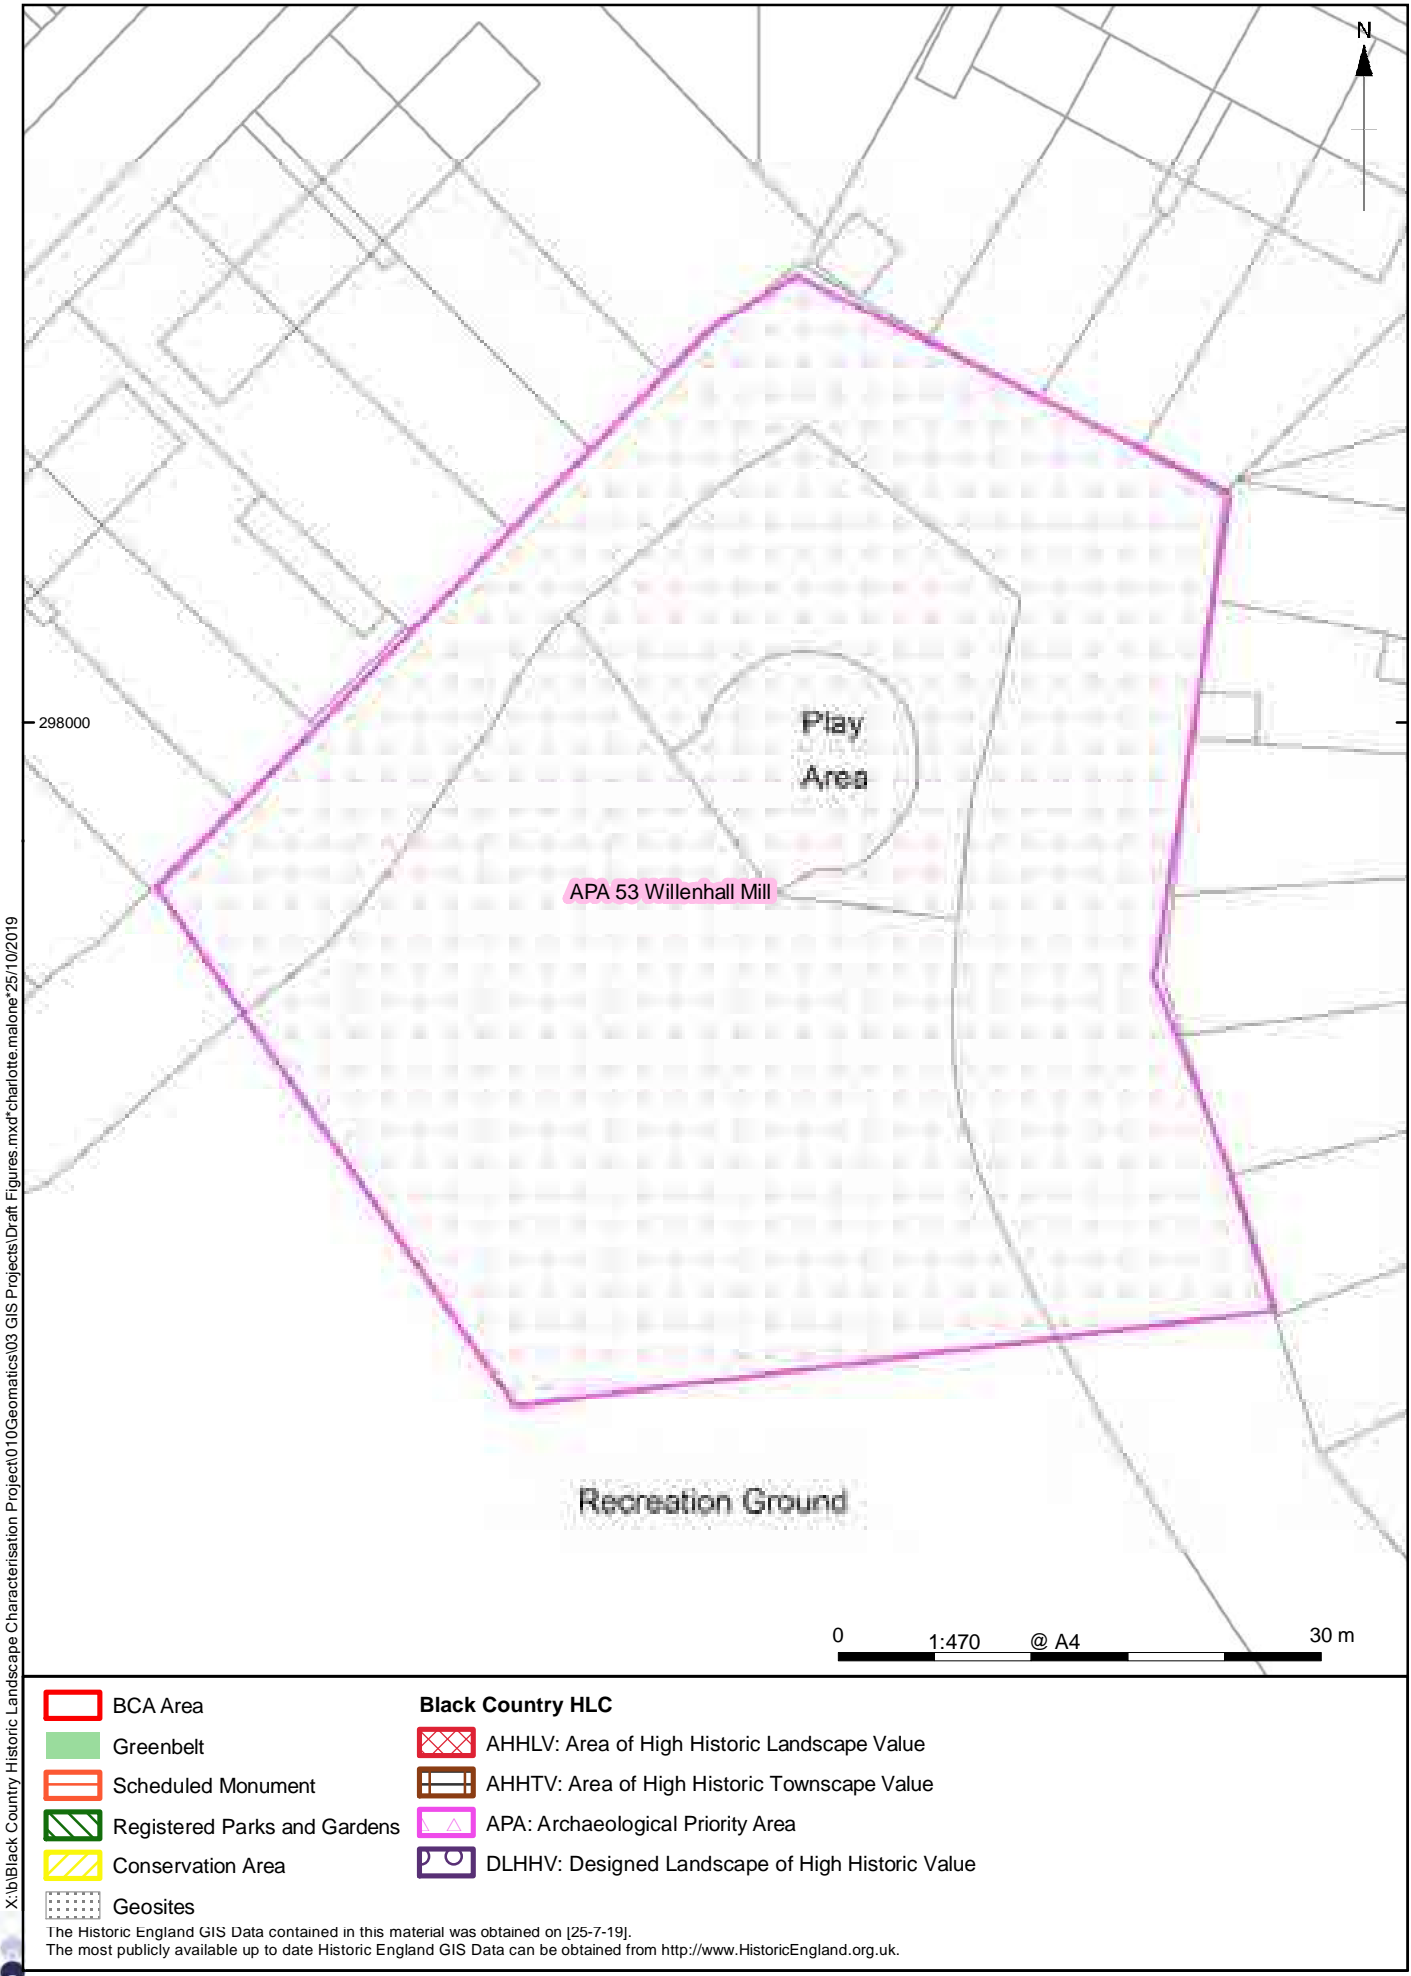 N
298000
Play
Area
APA 53 Willenhall Mill
Recreation Ground
0 1:470 @ A4 30 m
X:\b\Black Country Historic Landscape Characterisation Project\010Geomatics\03 GIS Projects\Draft Figures.mxd*charlotte.malone*25/10/2019
BCA Area
Greenbelt
Scheduled Monument
Registered Parks and Gardens
Conservation Area
Geosites
Black Country HLC
AHHLV: Area of High Historic Landscape Value
AHHTV: Area of High Historic Townscape Value
APA: Archaeological Priority Area
DLHHV: Designed Landscape of High Historic Value
The Historic England GIS Data contained in this material was obtained on [25-7-19].
The most publicly available up to date Historic England GIS Data can be obtained from http://www.HistoricEngland.org.uk.